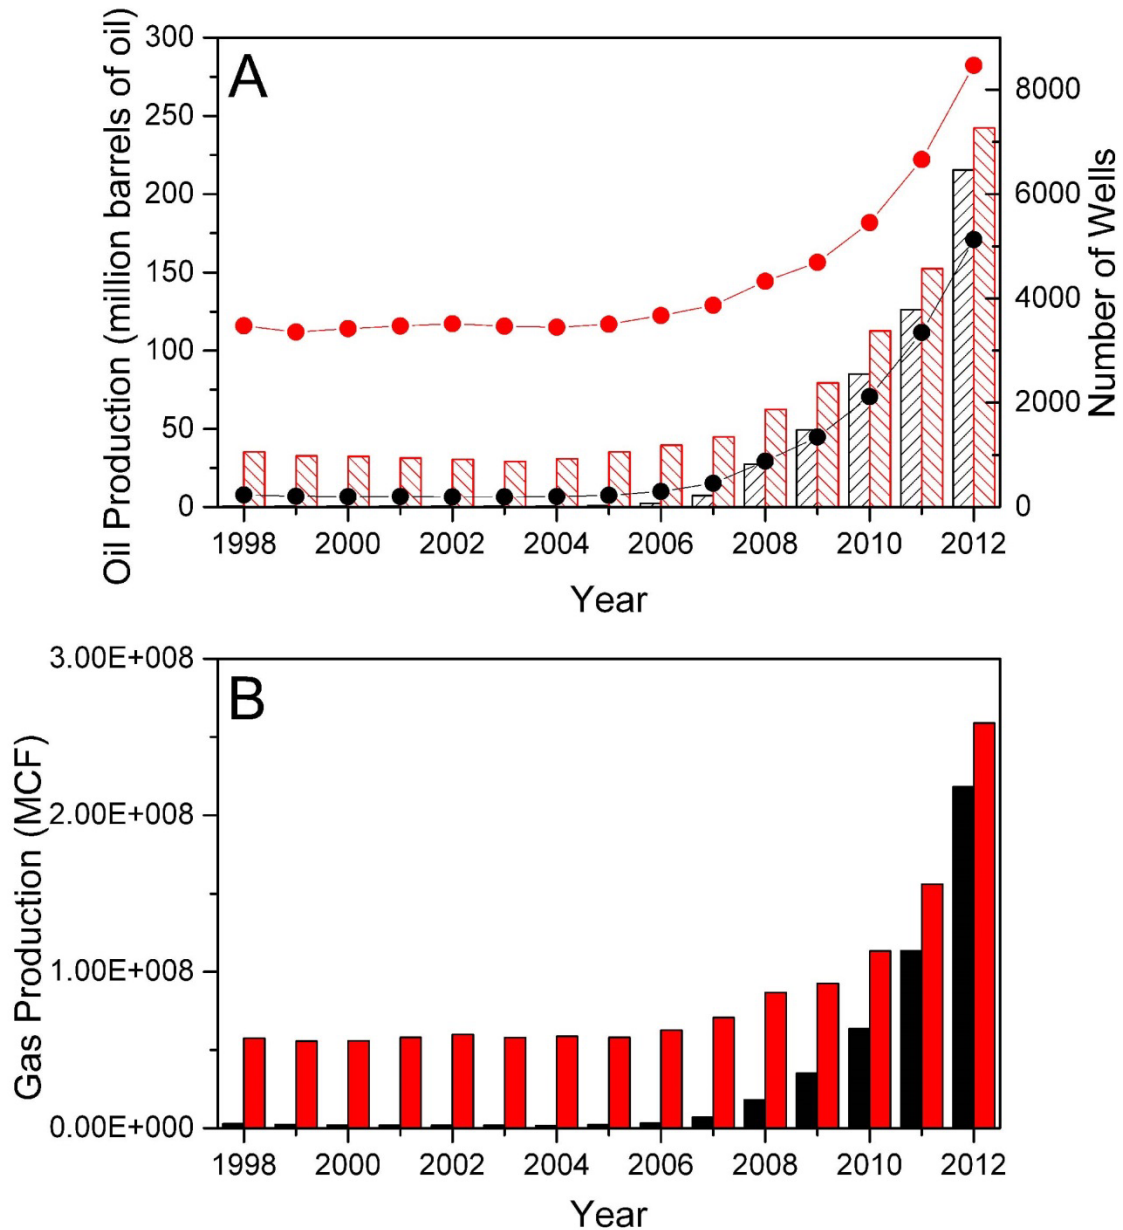 A
Oil Production (million barrels of oil)
300
250
200
150
100
50
0
8000
6000
4000
2000
0
Number of Wells
1998 2000 2002 2004 2006 2008 2010 2012
Year
B
Gas Production (MCF)
3.00E+008
2.00E+008
1.00E+008
0.00E+000
1998 2000 2002 2004 2006 2008 2010 2012
Year